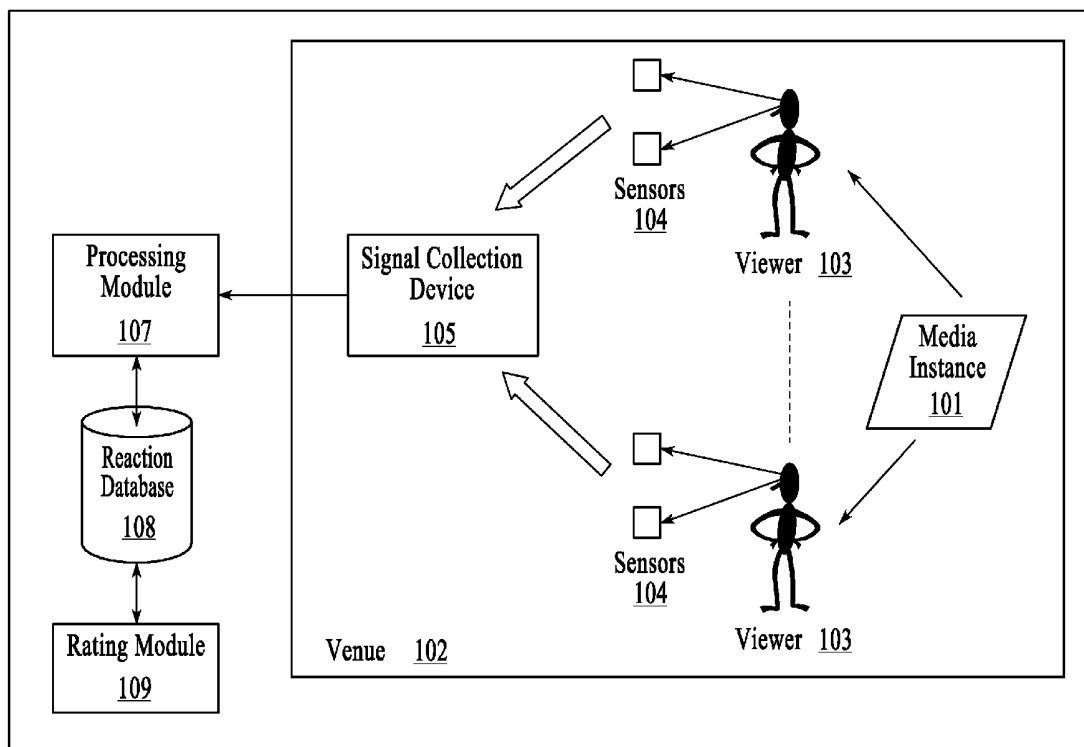 Sensors
104
Viewer 103
Processing
Module
107
Signal Collection
Device
105
Media
Instance
101
Reaction
Database
108
Sensors
104
Viewer 103
Rating Module
109
Venue 102